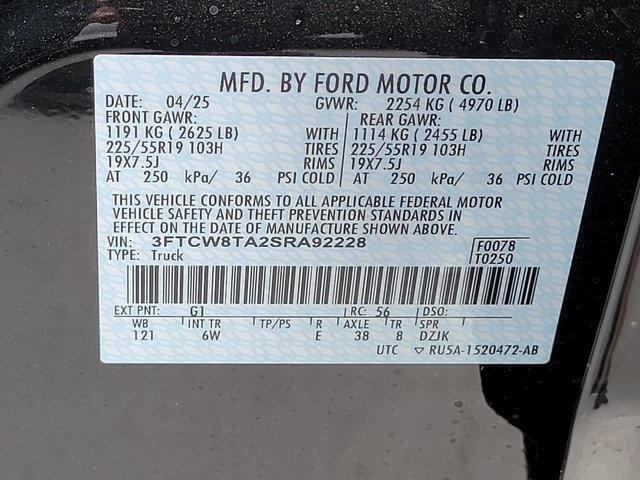 MFD. BY FORD MOTOR CO.
DATE: 04/25 GVWR: 2254 KG ( 4970 LB)
FRONT GAWR: REAR GAWR:
1191 KG ( 2625 LB) WITH 1114 KG ( 2455 LB) WITH
225/55R19 103H TIRES 225/55R19 103H TIRES
19X7.5J RIMS 19X7.5J RIMS
AT 250 kPa/ 36 PSI COLD AT 250 kPa/ 36 PSI COLD
THIS VEHICLE CONFORMS TO ALL APPLICABLE FEDERAL MOTOR
VEHICLE SAFETY AND THEFT PREVENTION STANDARDS IN
EFFECT ON THE DATE OF MANUFACTURE SHOWN ABOVE.
VIN: 3FTCW8TA2SRA92228 F0078
TYPE: Truck T0250
EXT PNT: G1 RC: 56 DSO:
WB INT TR TP/PS R AXLE TR SPR
121 6W E 38 8 DZJK
UTC ▽ RU5A-1520472-AB